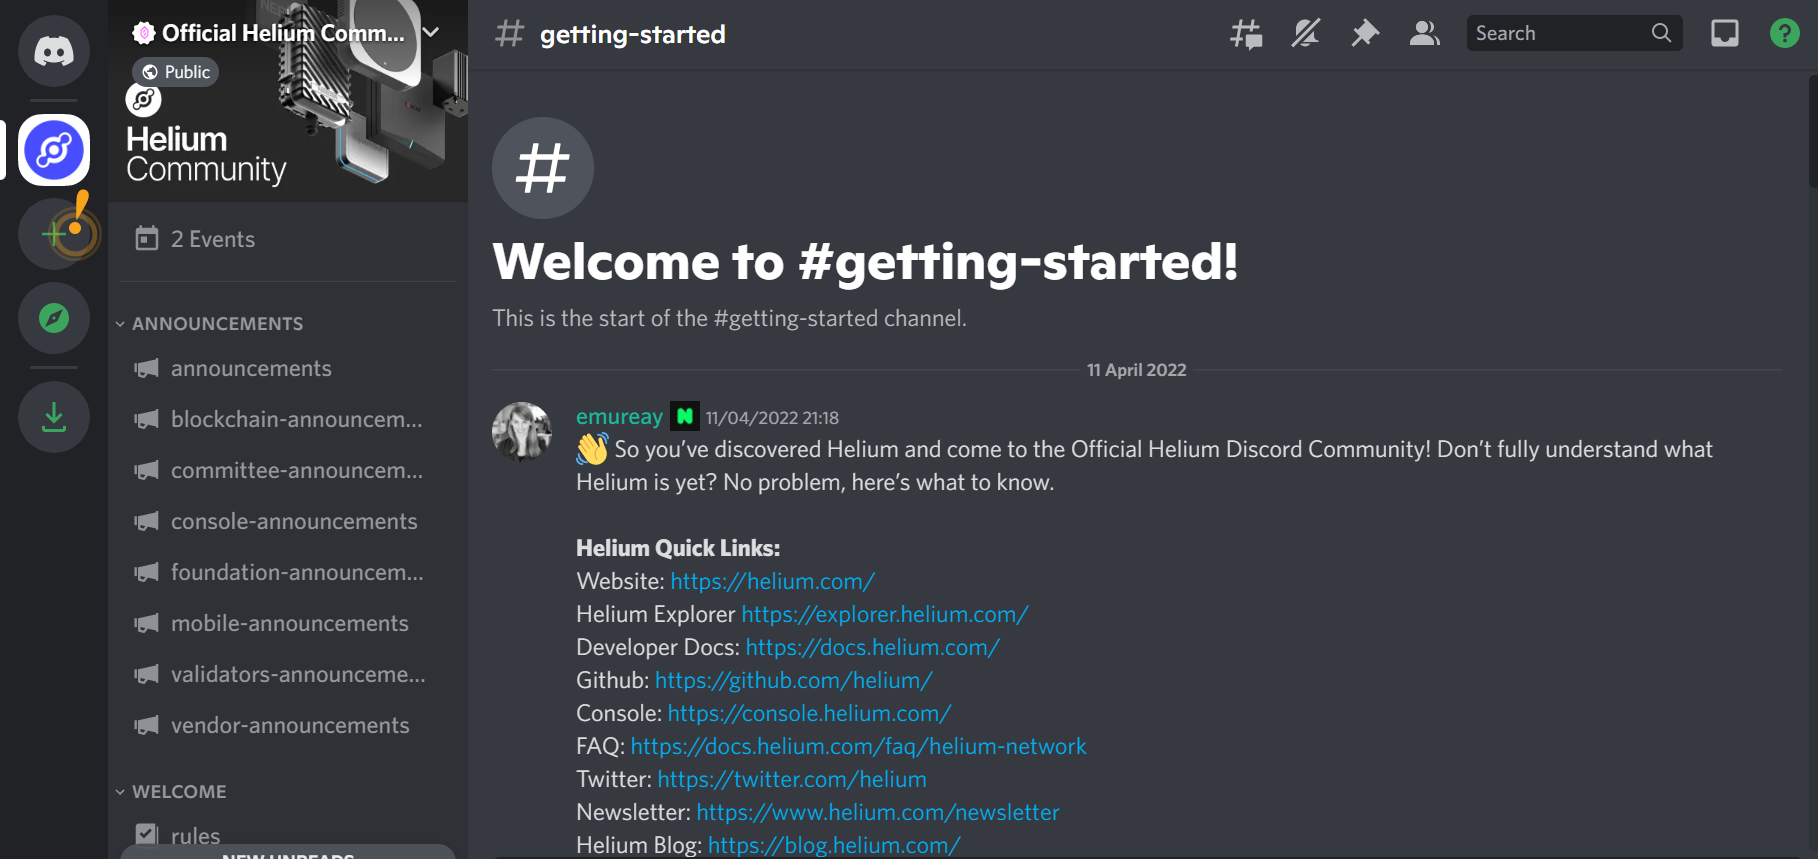 Official Helium Comm...
Public
Helium
Community
2 Events
ANNOUNCEMENTS
announcements
blockchain-announcem...
committee-announcem...
console-announcements
foundation-announcem...
mobile-announcements
validators-announceme...
vendor-announcements
WELCOME
rules
NEW UNREADS
# getting-started
Search
?
#
Welcome to #getting-started!
This is the start of the #getting-started channel.
11 April 2022
emureay N 11/04/2022 21:18
👋 So you’ve discovered Helium and come to the Official Helium Discord Community! Don’t fully understand what
Helium is yet? No problem, here’s what to know.
Helium Quick Links:
Website: https://helium.com/
Helium Explorer https://explorer.helium.com/
Developer Docs: https://docs.helium.com/
Github: https://github.com/helium/
Console: https://console.helium.com/
FAQ: https://docs.helium.com/faq/helium-network
Twitter: https://twitter.com/helium
Newsletter: https://www.helium.com/newsletter
Helium Blog: https://blog.helium.com/